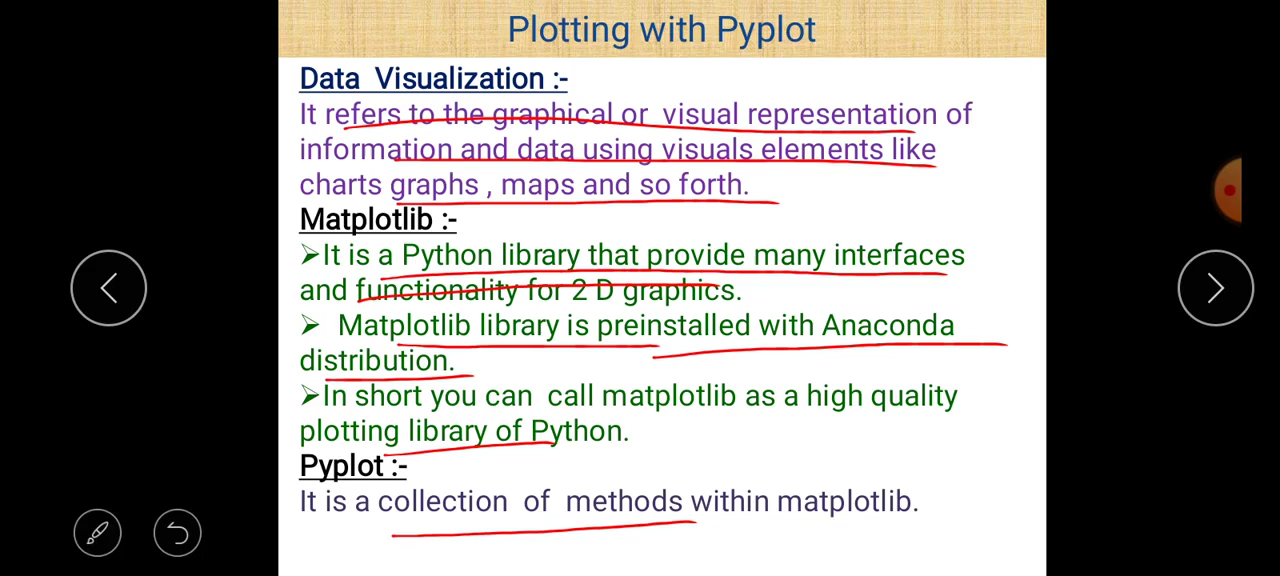 Plotting with Pyplot
Data Visualization :-
It refers to the graphical or visual representation of
information and data using visuals elements like
charts graphs , maps and so forth.
Matplotlib :-
➢It is a Python library that provide many interfaces
and functionality for 2 D graphics.
➢ Matplotlib library is preinstalled with Anaconda
distribution.
➢In short you can call matplotlib as a high quality
plotting library of Python.
Pyplot :-
It is a collection of methods within matplotlib.